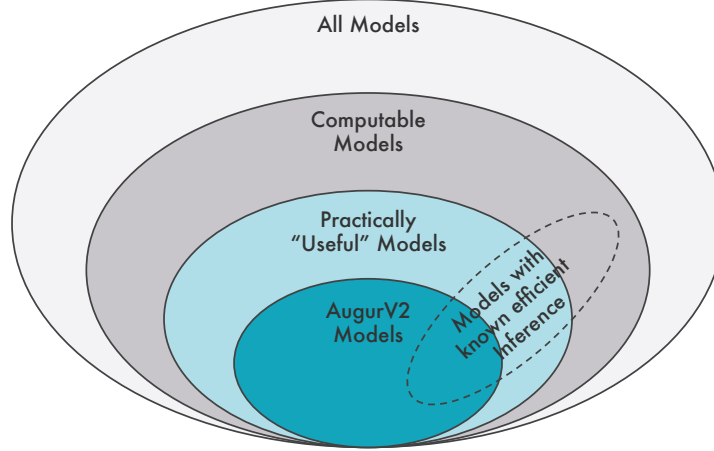 All Models
Computable
Models
Practically
“Useful” Models
AugurV2
Models
Models with
known efficient
Inference